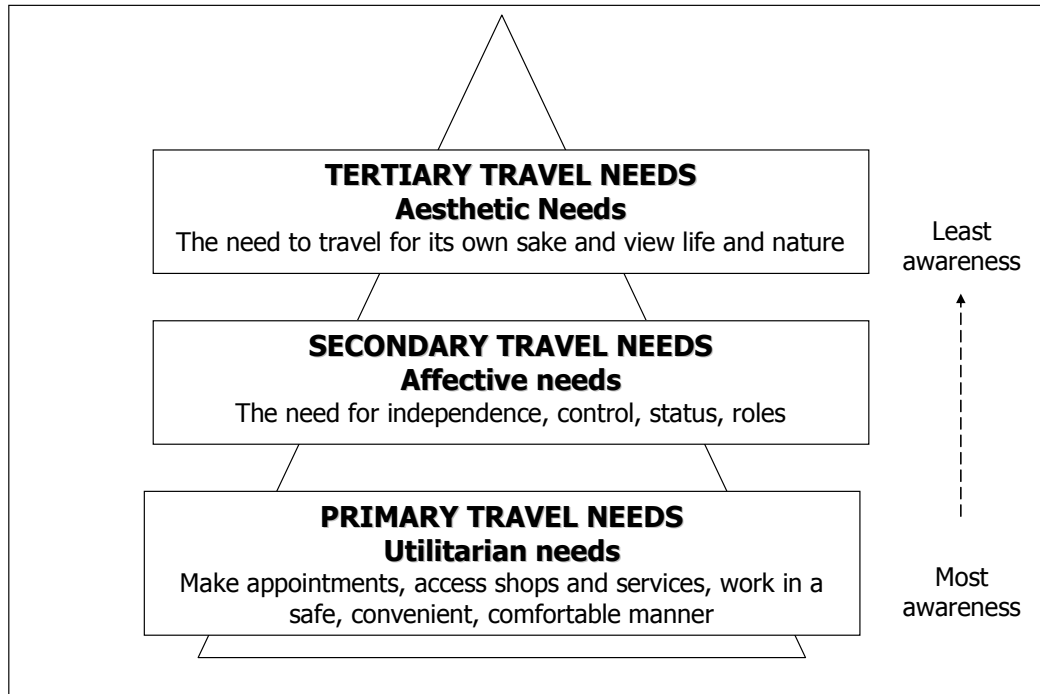 TERTIARY TRAVEL NEEDS
Aesthetic Needs
The need to travel for its own sake and view life and nature
Least
awareness
SECONDARY TRAVEL NEEDS
Affective needs
The need for independence, control, status, roles
PRIMARY TRAVEL NEEDS
Utilitarian needs
Make appointments, access shops and services, work in a
safe, convenient, comfortable manner
Most
awareness